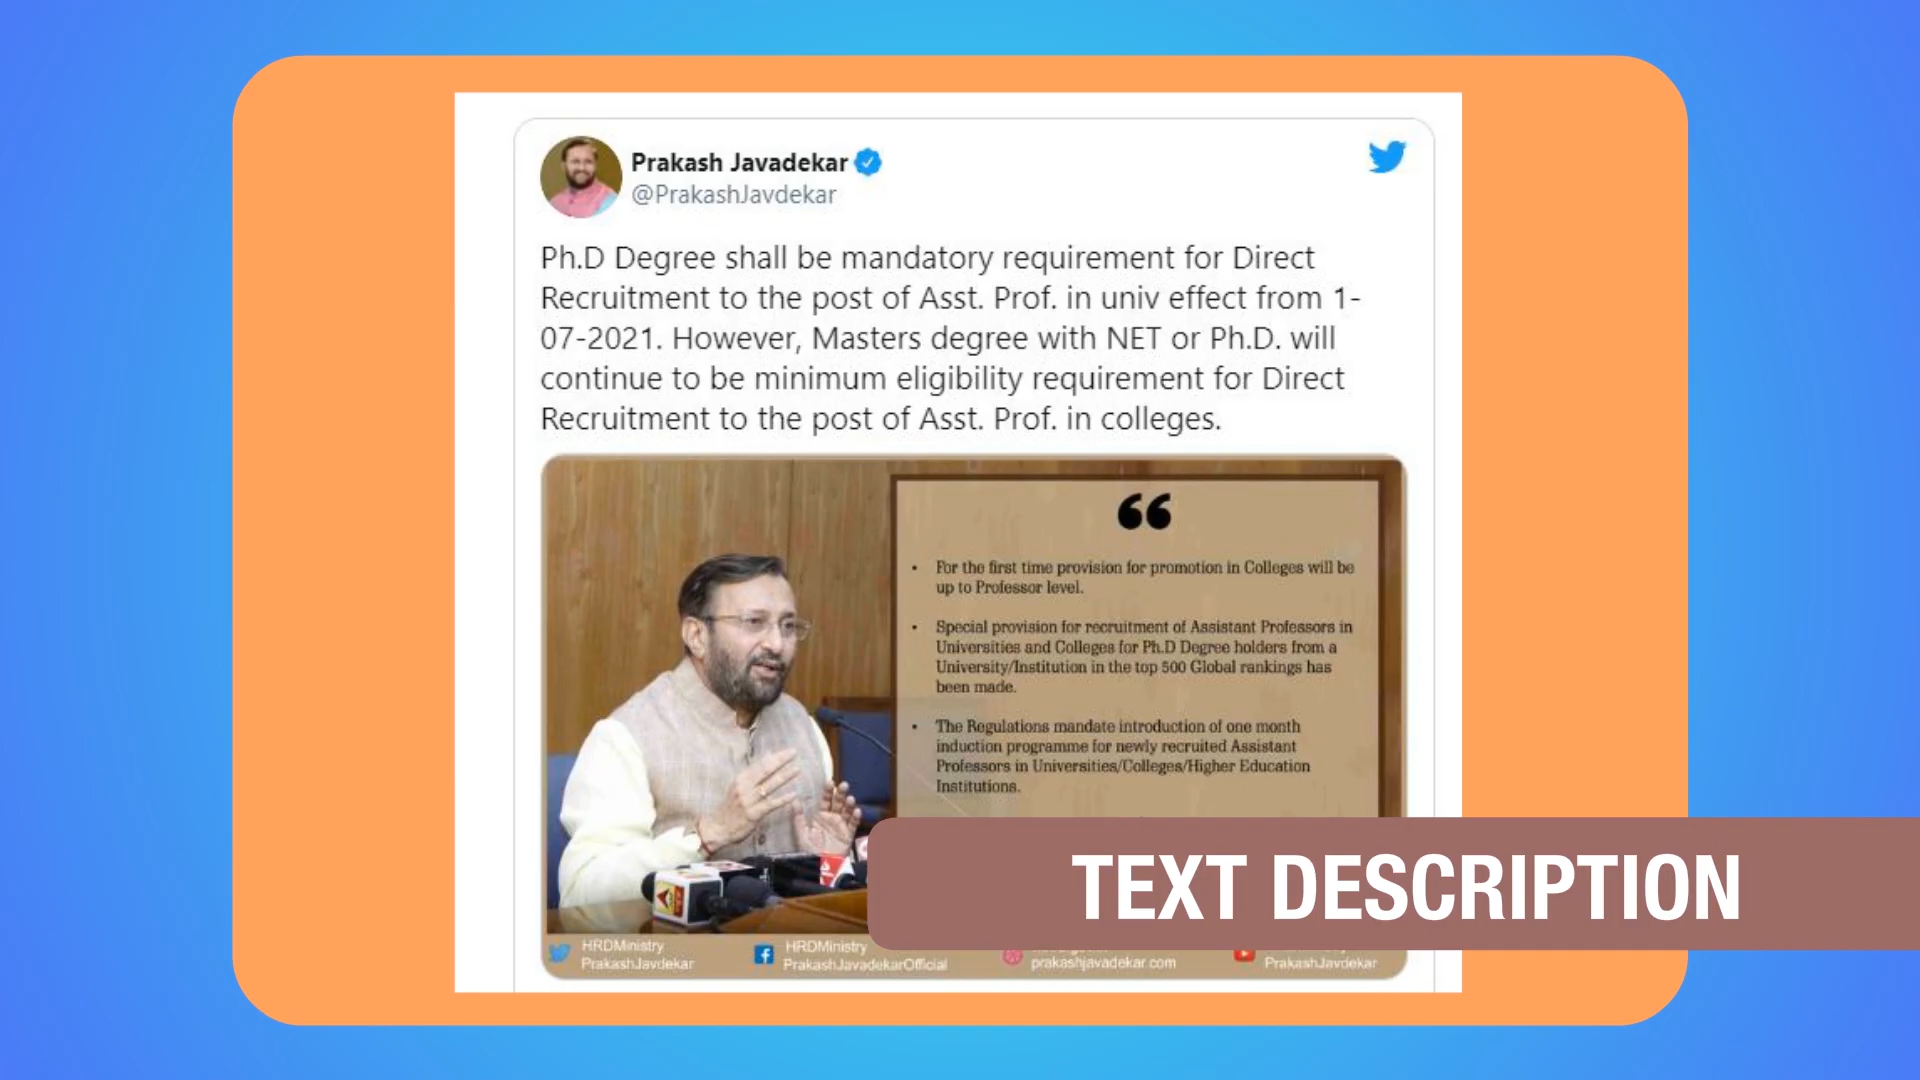 Prakash Javadekar
@PrakashJavdekar
Ph.D Degree shall be mandatory requirement for Direct
Recruitment to the post of Asst. Prof. in univ effect from 1-
07-2021. However, Masters degree with NET or Ph.D. will
continue to be minimum eligibility requirement for Direct
Recruitment to the post of Asst. Prof. in colleges.
“
• For the first time provision for promotion in Colleges will be
up to Professor level.
• Special provision for recruitment of Assistant Professors in
Universities and Colleges for Ph.D Degree holders from a
University/Institution in the top 500 Global rankings has
been made.
• The Regulations mandate introduction of one month
induction programme for newly recruited Assistant
Professors in Universities/Colleges/Higher Education
Institutions.
TEXT DESCRIPTION
HRDMinistry
PrakashJavdekar
HRDMinistry
PrakashJavadekarOfficial
prakashjavadekar.com
PrakashJavdekar